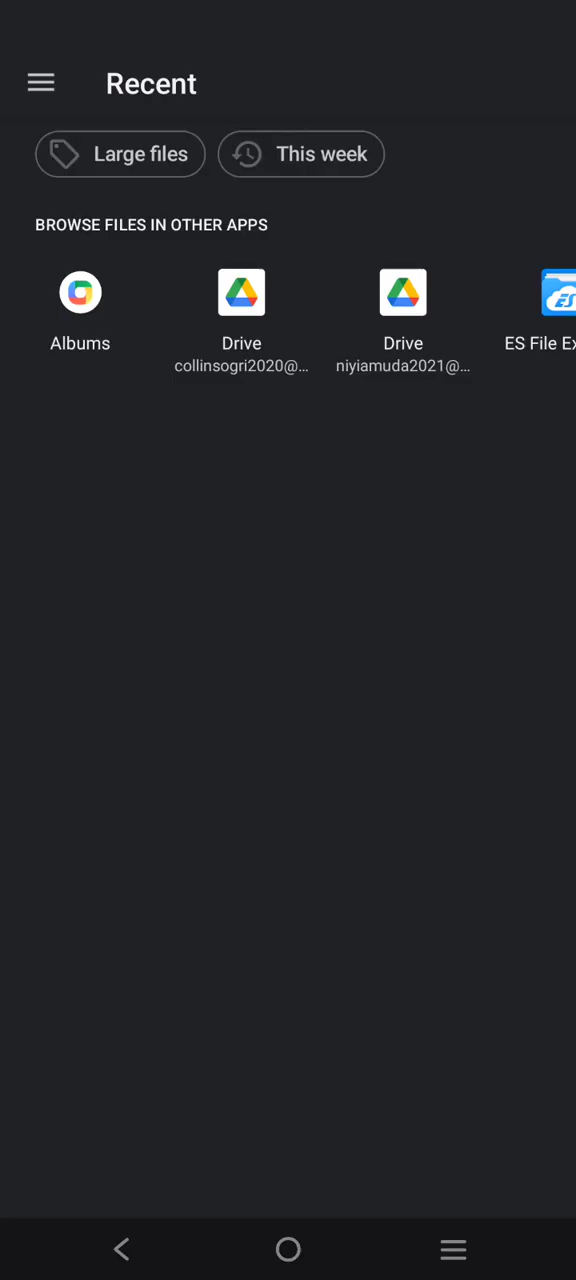 Recent
Large files
This week
BROWSE FILES IN OTHER APPS
Albums
Drive
collinsogri2020@...
Drive
niyiamuda2021@...
ES File Ex